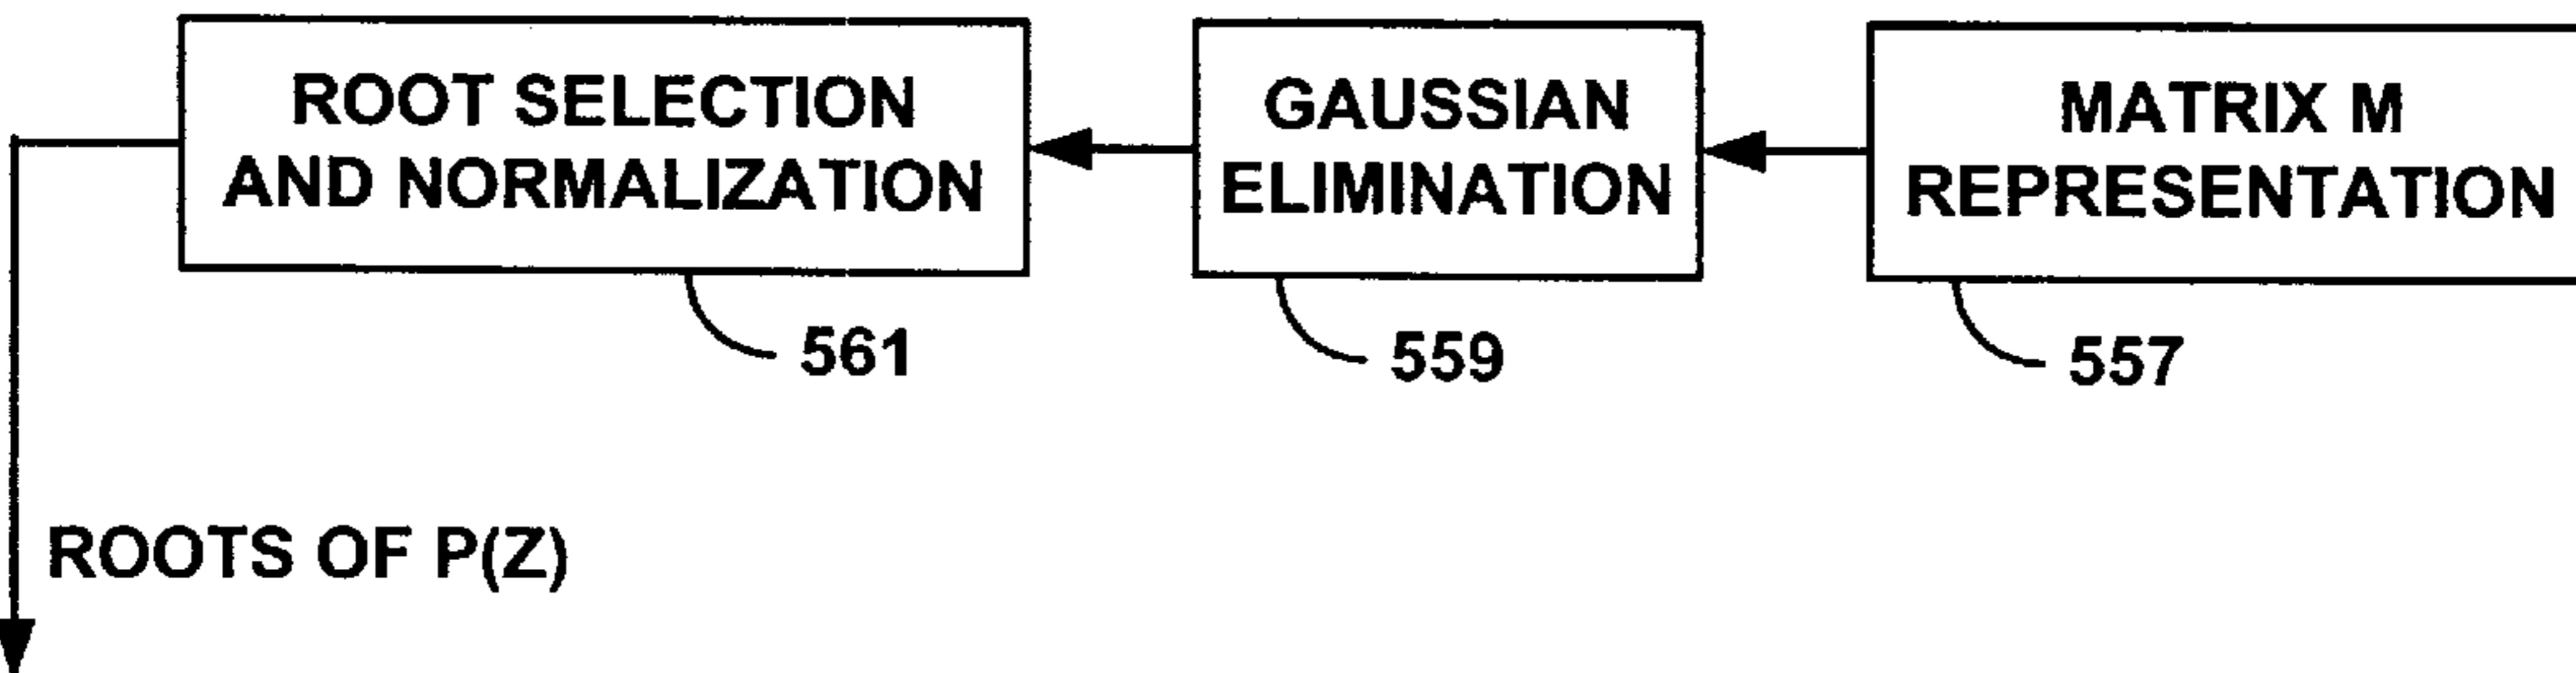 ROOT SELECTION
AND NORMALIZATION
GAUSSIAN
ELIMINATION
MATRIX M
REPRESENTATION
561
559
557
ROOTS OF P(Z)